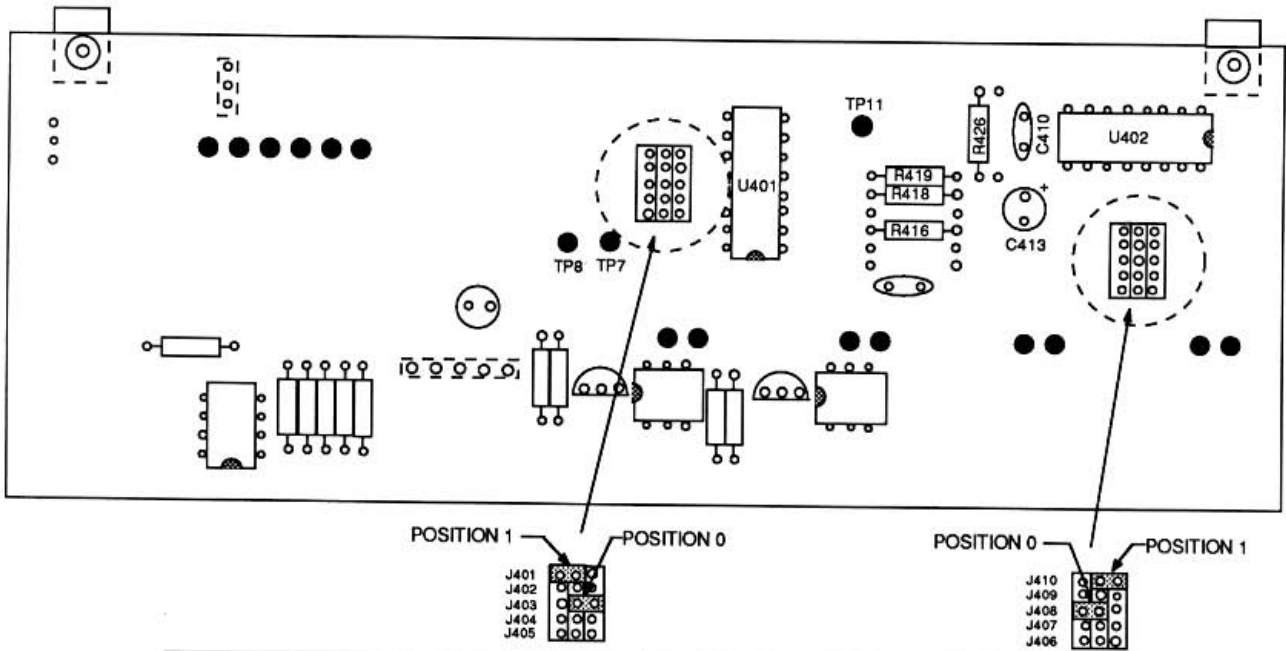 TP11
R426
C410
U402
U401
R419
R418
R416
+
C413
TP8 TP7
POSITION 1
POSITION 0
J401
J402
J403
J404
J405
POSITION 0
POSITION 1
J410
J409
J408
J407
J406